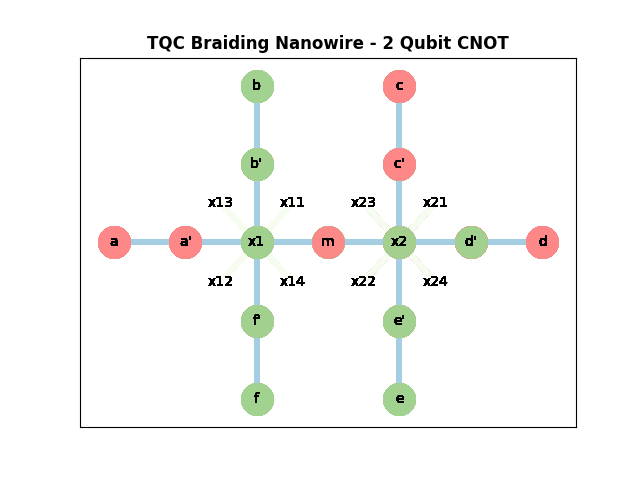 TQC Braiding Nanowire - 2 Qubit CNOT
b c
b' c'
x13 x11 x23 x21
a a' x1 m x2 d' d
x12 x14 x22 x24
f' e'
f e